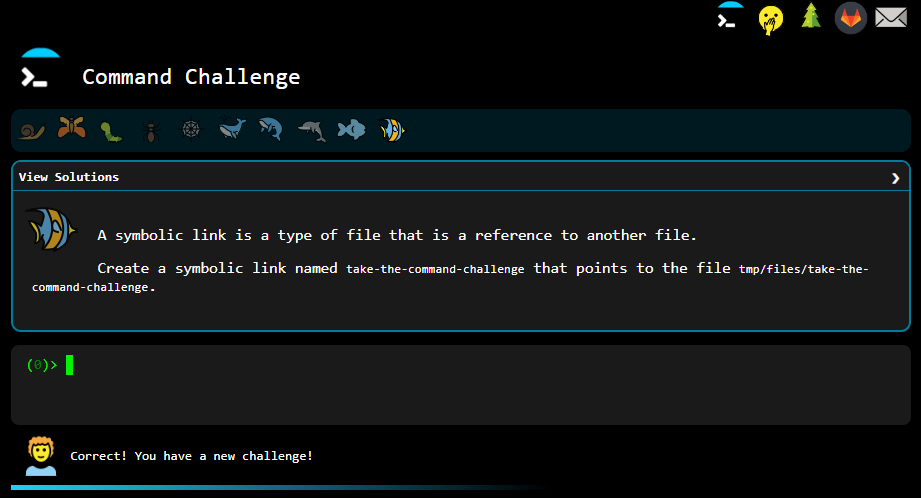 Command Challenge
View Solutions
A symbolic link is a type of file that is a reference to another file.
Create a symbolic link named take-the-command-challenge that points to the file tmp/files/take-the-
command-challenge.
(0)>
Correct! You have a new challenge!